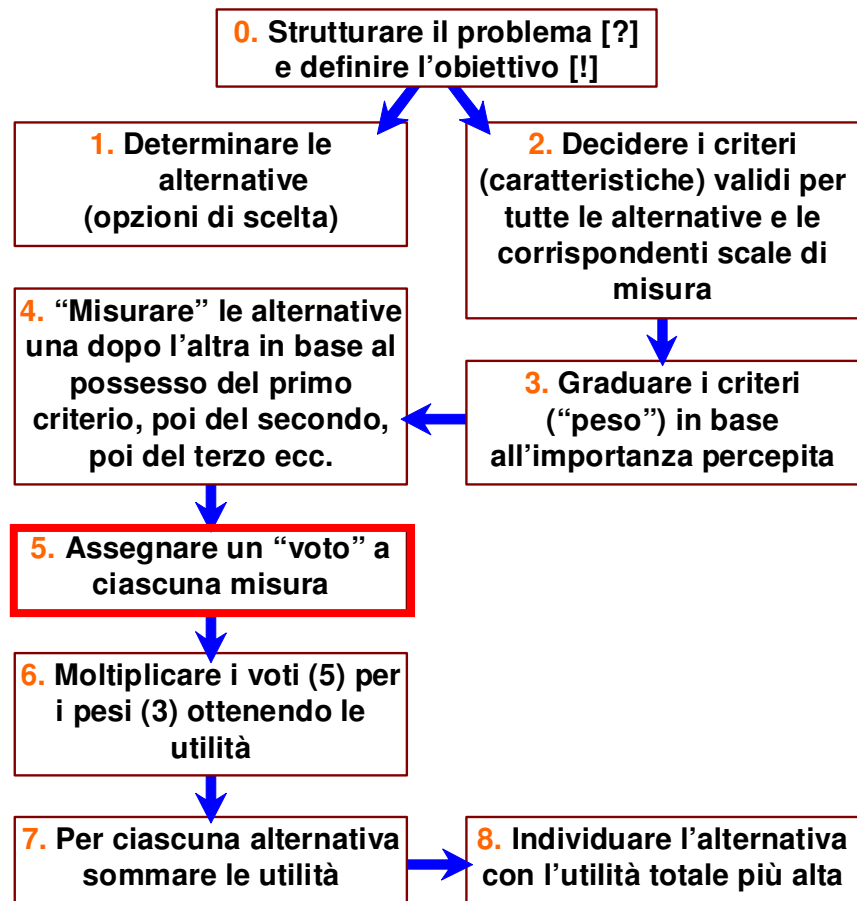 0. Strutturare il problema [?]
e definire l’obiettivo [!]
1. Determinare le
alternative
(opzioni di scelta)
2. Decidere i criteri
(caratteristiche) validi per
tutte le alternative e le
corrispondenti scale di
misura
3. Graduare i criteri
(“peso”) in base
all’importanza percepita
4. “Misurare” le alternative
una dopo l’altra in base al
possesso del primo
criterio, poi del secondo,
poi del terzo ecc.
5. Assegnare un “voto” a
ciascuna misura
6. Moltiplicare i voti (5) per
i pesi (3) ottenendo le
utilità
7. Per ciascuna alternativa
sommare le utilità
8. Individuare l’alternativa
con l’utilità totale più alta